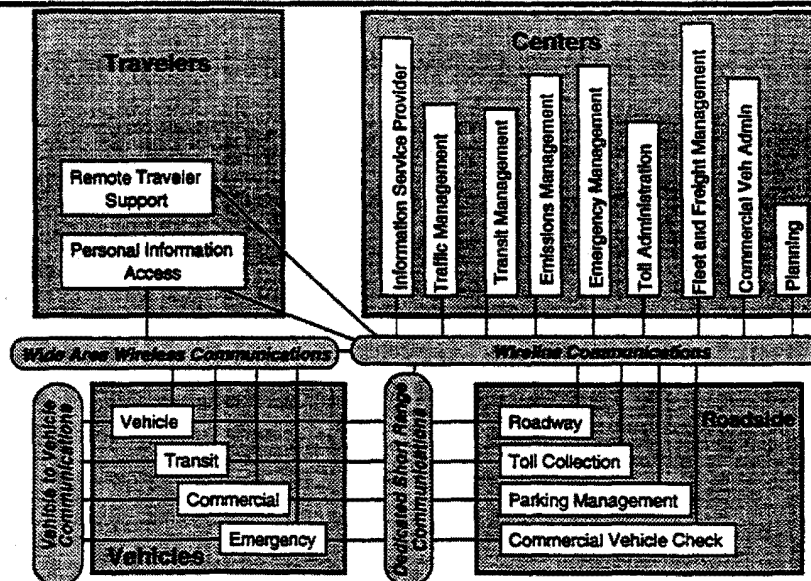 Travelers
Remote Traveler
Support
Personal Information
Access
Centers
Information Service Provider
Traffic Management
Transit Management
Emissions Management
Emergency Management
Toll Administration
Fleet and Freight Management
Commercial Veh Admin
Planning
Wide Area Wireless Communications
Wireline Communications
Vehicle to Vehicle
Communications
Vehicle
Transit
Commercial
Emergency
Vehicles
Dedicated Short Range
Communications
Roadside
Roadway
Toll Collection
Parking Management
Commercial Vehicle Check